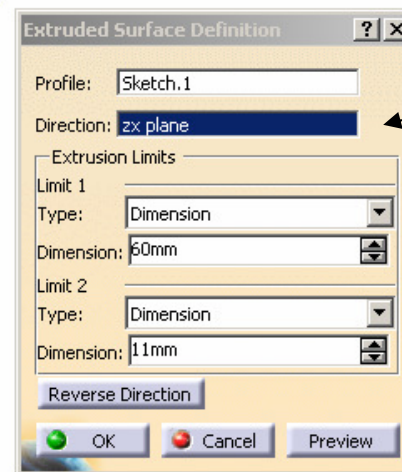 Extruded Surface Definition ? X
Profile: Sketch.1
Direction: zx plane
Extrusion Limits
Limit 1
Type: Dimension
Dimension: 60mm
Limit 2
Type: Dimension
Dimension: 11mm
Reverse Direction
OK Cancel Preview